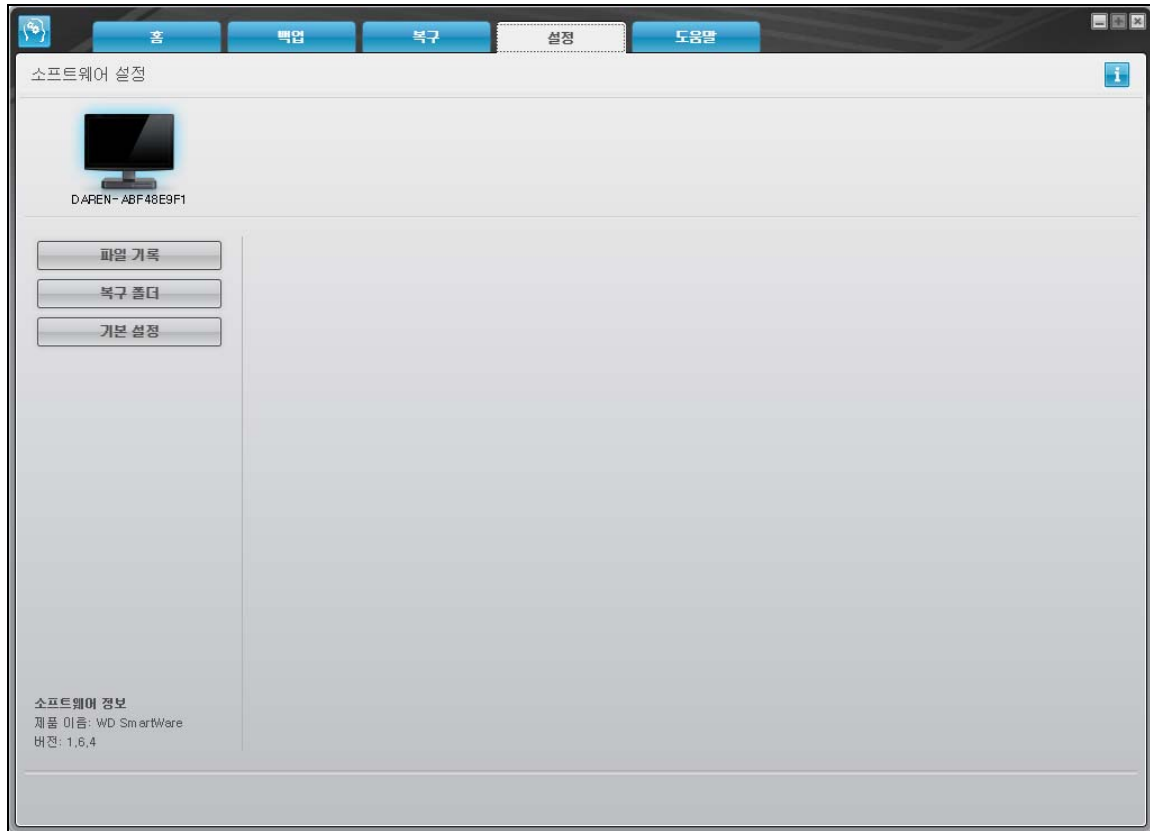 홈 백업 복구 설정 도움말
소프트웨어 설정
DAREN-ABF48E9F1
파일 기록
복구 폴더
기본 설정
소프트웨어 정보
제품 이름: WD SmartWare
버전: 1,6,4